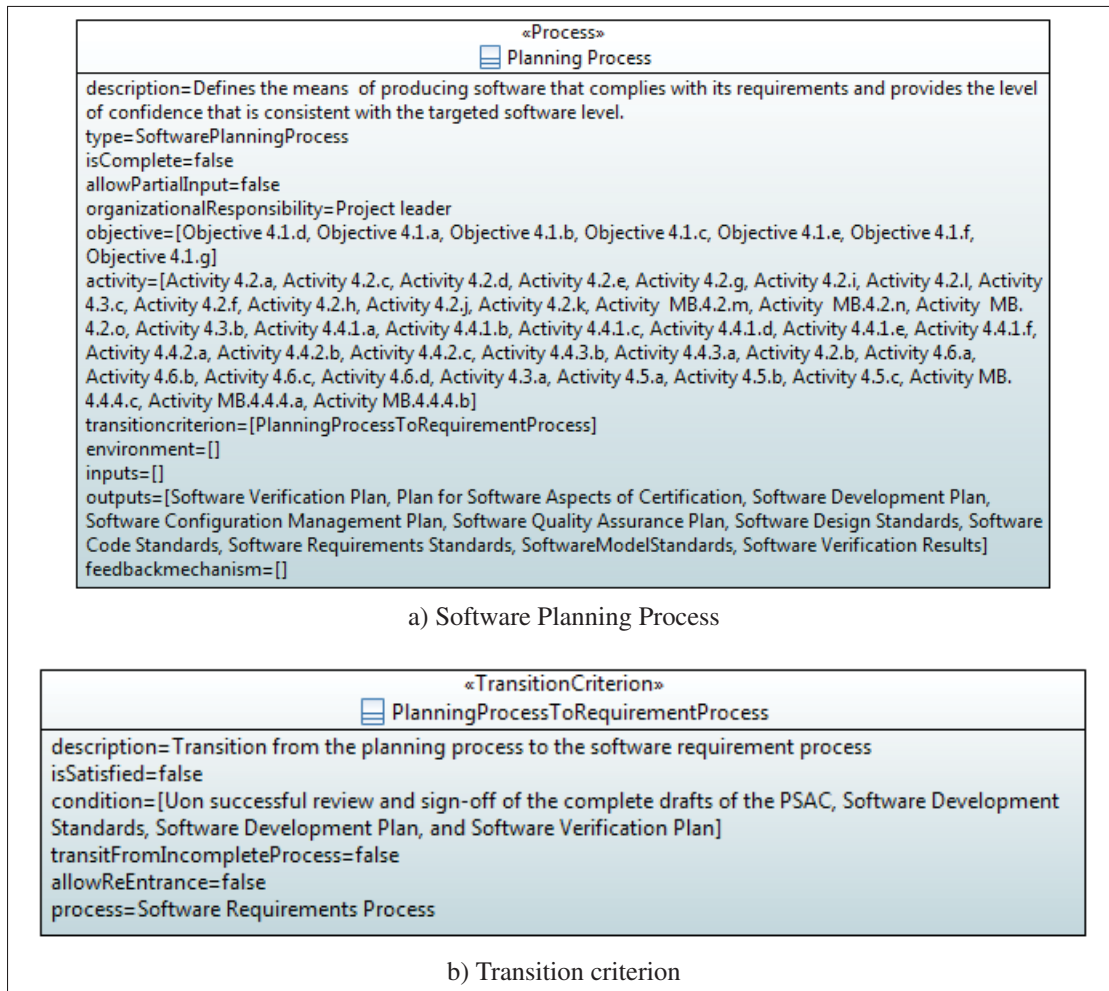 «Process»
Planning Process
description=Defines the means of producing software that complies with its requirements and provides the level
of confidence that is consistent with the targeted software level.
type=SoftwarePlanningProcess
isComplete=false
allowPartialInput=false
organizationalResponsibility=Project leader
objective=[Objective 4.1.d, Objective 4.1.a, Objective 4.1.b, Objective 4.1.c, Objective 4.1.e, Objective 4.1.f,
Objective 4.1.g]
activity=[Activity 4.2.a, Activity 4.2.c, Activity 4.2.d, Activity 4.2.e, Activity 4.2.g, Activity 4.2.i, Activity 4.2.l, Activity
4.3.c, Activity 4.2.f, Activity 4.2.h, Activity 4.2.j, Activity 4.2.k, Activity MB.4.2.m, Activity MB.4.2.n, Activity MB.
4.2.o, Activity 4.3.b, Activity 4.4.1.a, Activity 4.4.1.b, Activity 4.4.1.c, Activity 4.4.1.d, Activity 4.4.1.e, Activity 4.4.1.f,
Activity 4.4.2.a, Activity 4.4.2.b, Activity 4.4.2.c, Activity 4.4.3.b, Activity 4.4.3.a, Activity 4.2.b, Activity 4.6.a,
Activity 4.6.b, Activity 4.6.c, Activity 4.6.d, Activity 4.3.a, Activity 4.5.a, Activity 4.5.b, Activity 4.5.c, Activity MB.
4.4.4.c, Activity MB.4.4.4.a, Activity MB.4.4.4.b]
transitioncriterion=[PlanningProcessToRequirementProcess]
environment=[]
inputs=[]
outputs=[Software Verification Plan, Plan for Software Aspects of Certification, Software Development Plan,
Software Configuration Management Plan, Software Quality Assurance Plan, Software Design Standards, Software
Code Standards, Software Requirements Standards, SoftwareModelStandards, Software Verification Results]
feedbackmechanism=[]
a) Software Planning Process
«TransitionCriterion»
PlanningProcessToRequirementProcess
description=Transition from the planning process to the software requirement process
isSatisfied=false
condition=[Uon successful review and sign-off of the complete drafts of the PSAC, Software Development
Standards, Software Development Plan, and Software Verification Plan]
transitFromIncompleteProcess=false
allowReEntrance=false
process=Software Requirements Process
b) Transition criterion